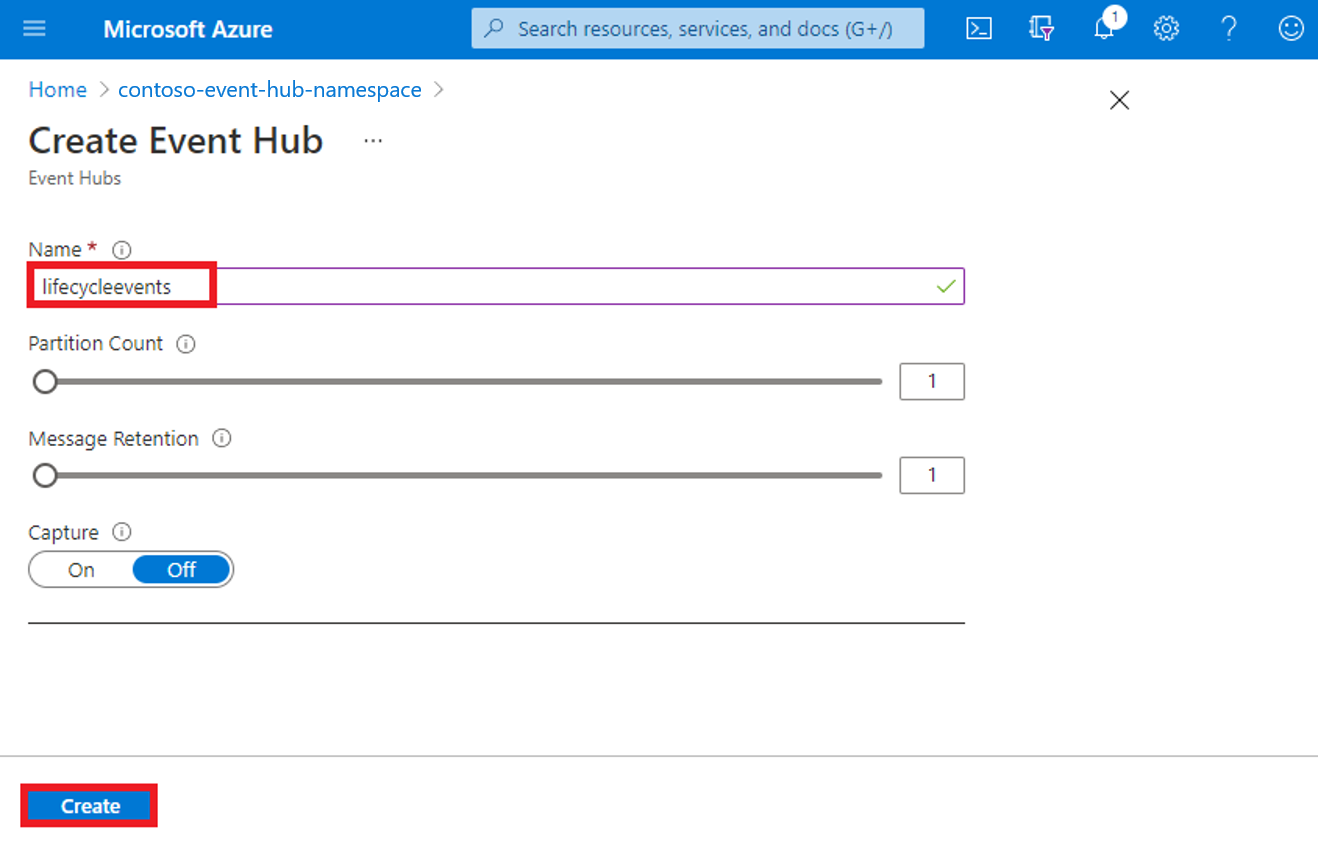 Microsoft Azure
Search resources, services, and docs (G+/)
1
Home > contoso-event-hub-namespace >
Create Event Hub ...
Event Hubs
Name *
lifecycleevents
Partition Count
1
Message Retention
1
Capture
On Off
Create